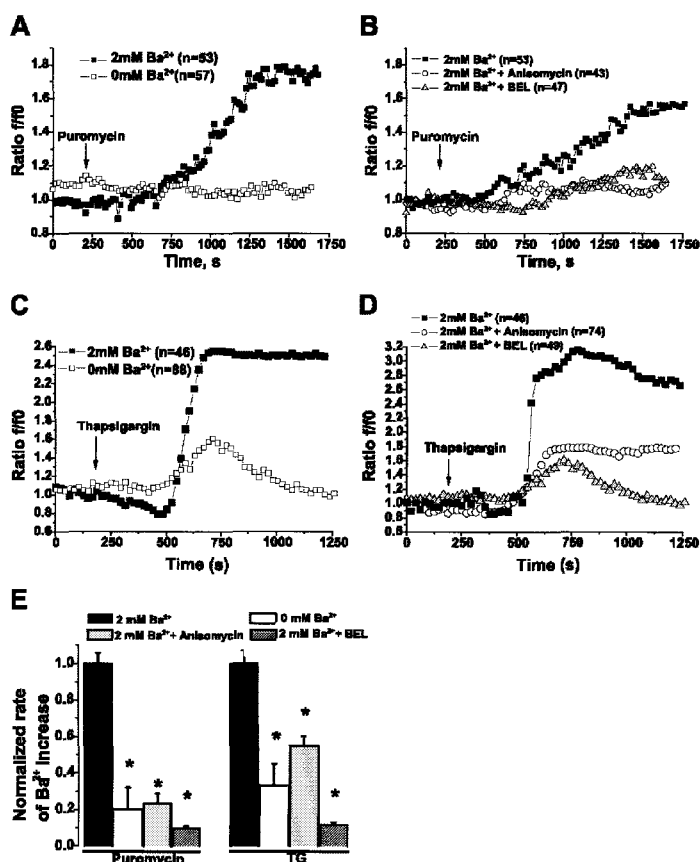 A
2mM Ba²⁺ (n=53)
0mM Ba²⁺(n=57)
Puromycin
Ratio f/f0
1.8
1.6
1.4
1.2
1.0
0.8
0 250 500 750 1000 1250 1500 1750
Time, s
B
2mM Ba²⁺ (n=53)
2mM Ba²⁺ + Anisomycin (n=43)
2mM Ba²⁺ + BEL (n=47)
Puromycin
Ratio f/f0
1.8
1.6
1.4
1.2
1.0
0.8
0 250 500 750 1000 1250 1500 1750
Time, s
C
2mM Ba²⁺ (n=46)
0mM Ba²⁺(n=88)
Thapsigargin
Ratio f/f0
2.6
2.4
2.2
2.0
1.8
1.6
1.4
1.2
1.0
0.8
0.6
0 250 500 750 1000 1250
Time (s)
D
2mM Ba²⁺ (n=46)
2mM Ba²⁺ + Anisomycin (n=74)
2mM Ba²⁺ + BEL (n=49)
Thapsigargin
Ratio f/f0
3.2
3.0
2.8
2.6
2.4
2.2
2.0
1.8
1.6
1.4
1.2
1.0
0.8
0.6
0 250 500 750 1000 1250
Time (s)
E
2 mM Ba²⁺
0 mM Ba²⁺
2 mM Ba²⁺+ Anisomycin
2 mM Ba²⁺+ BEL
Normalized rate
of Ba²⁺ Increase
1.0
0.8
0.6
0.4
0.2
0.0
* * *
* * *
Puromycin
TG